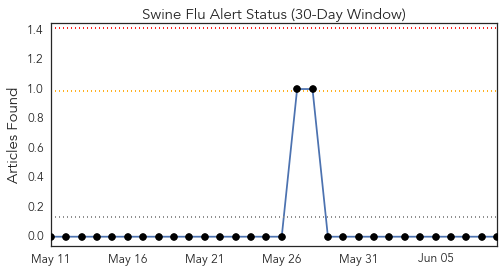 Swine Flu Alert Status (30-Day Window)
Articles Found
1.4
1.2
1.0
0.8
0.6
0.4
0.2
0.0
May 11 May 16 May 21 May 26 May 31 Jun 05